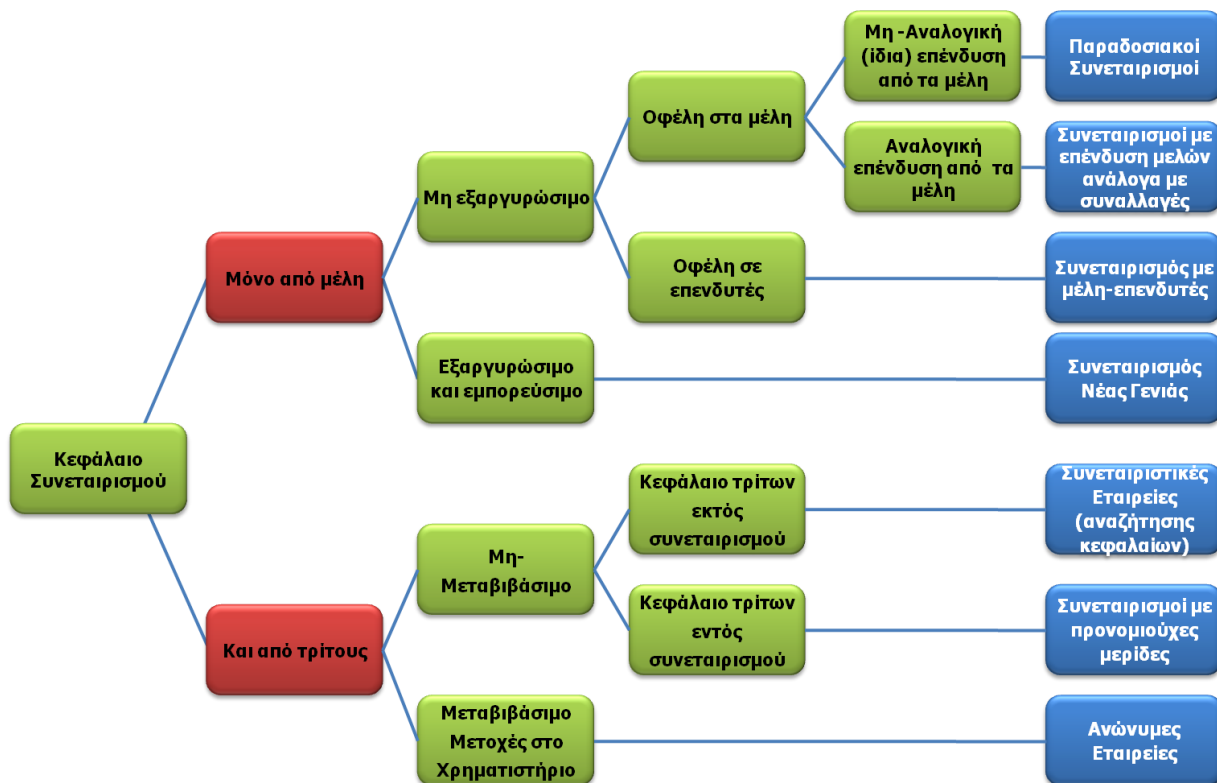 Κεφάλαιο
Συνεταιρισμού
Μόνο από μέλη
Και από τρίτους
Μη εξαργυρώσιμο
Εξαργυρώσιμο
και εμπορεύσιμο
Μη-
Μεταβιβάσιμο
Μεταβιβάσιμο
Μετοχές στο
Χρηματιστήριο
Οφέλη στα μέλη
Οφέλη σε
επενδυτές
Κεφάλαιο τρίτων
εκτός
συνεταιρισμού
Κεφάλαιο τρίτων
εντός
συνεταιρισμού
Μη -Αναλογική
(ίδια) επένδυση
από τα μέλη
Αναλογική
επένδυση από τα
μέλη
Παραδοσιακοί
Συνεταιρισμοί
Συνεταιρισμοί με
επένδυση μελών
ανάλογα με
συναλλαγές
Συνεταιρισμός με
μέλη-επενδυτές
Συνεταιρισμός
Νέας Γενιάς
Συνεταιριστικές
Εταιρείες
(αναζήτησης
κεφαλαίων)
Συνεταιρισμοί με
προνομιούχες
μερίδες
Ανώνυμες
Εταιρείες